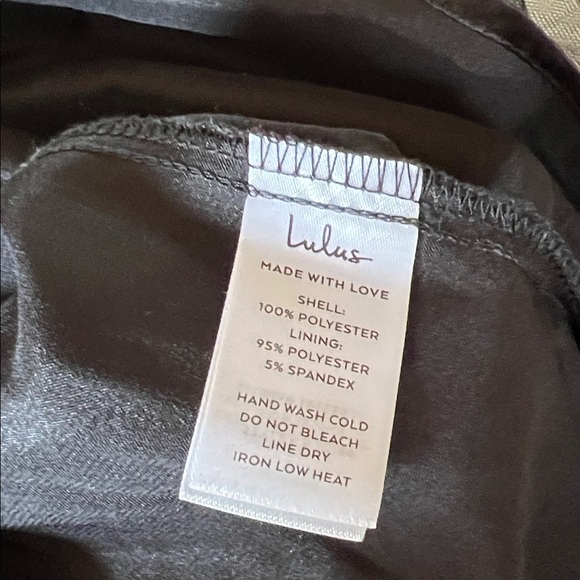 Lulus
MADE WITH LOVE
SHELL:
100% POLYESTER
LINING:
95% POLYESTER
5% SPANDEX
HAND WASH COLD
DO NOT BLEACH
LINE DRY
IRON LOW HEAT